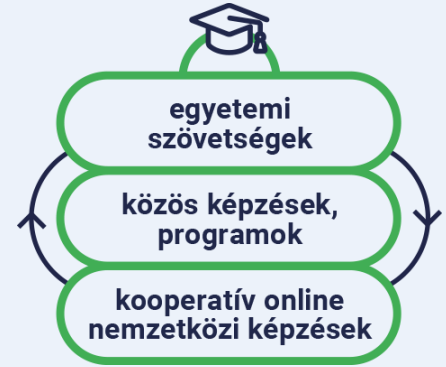 egyetemi
szövetségek
közös képzések,
programok
kooperatív online
nemzetközi képzések